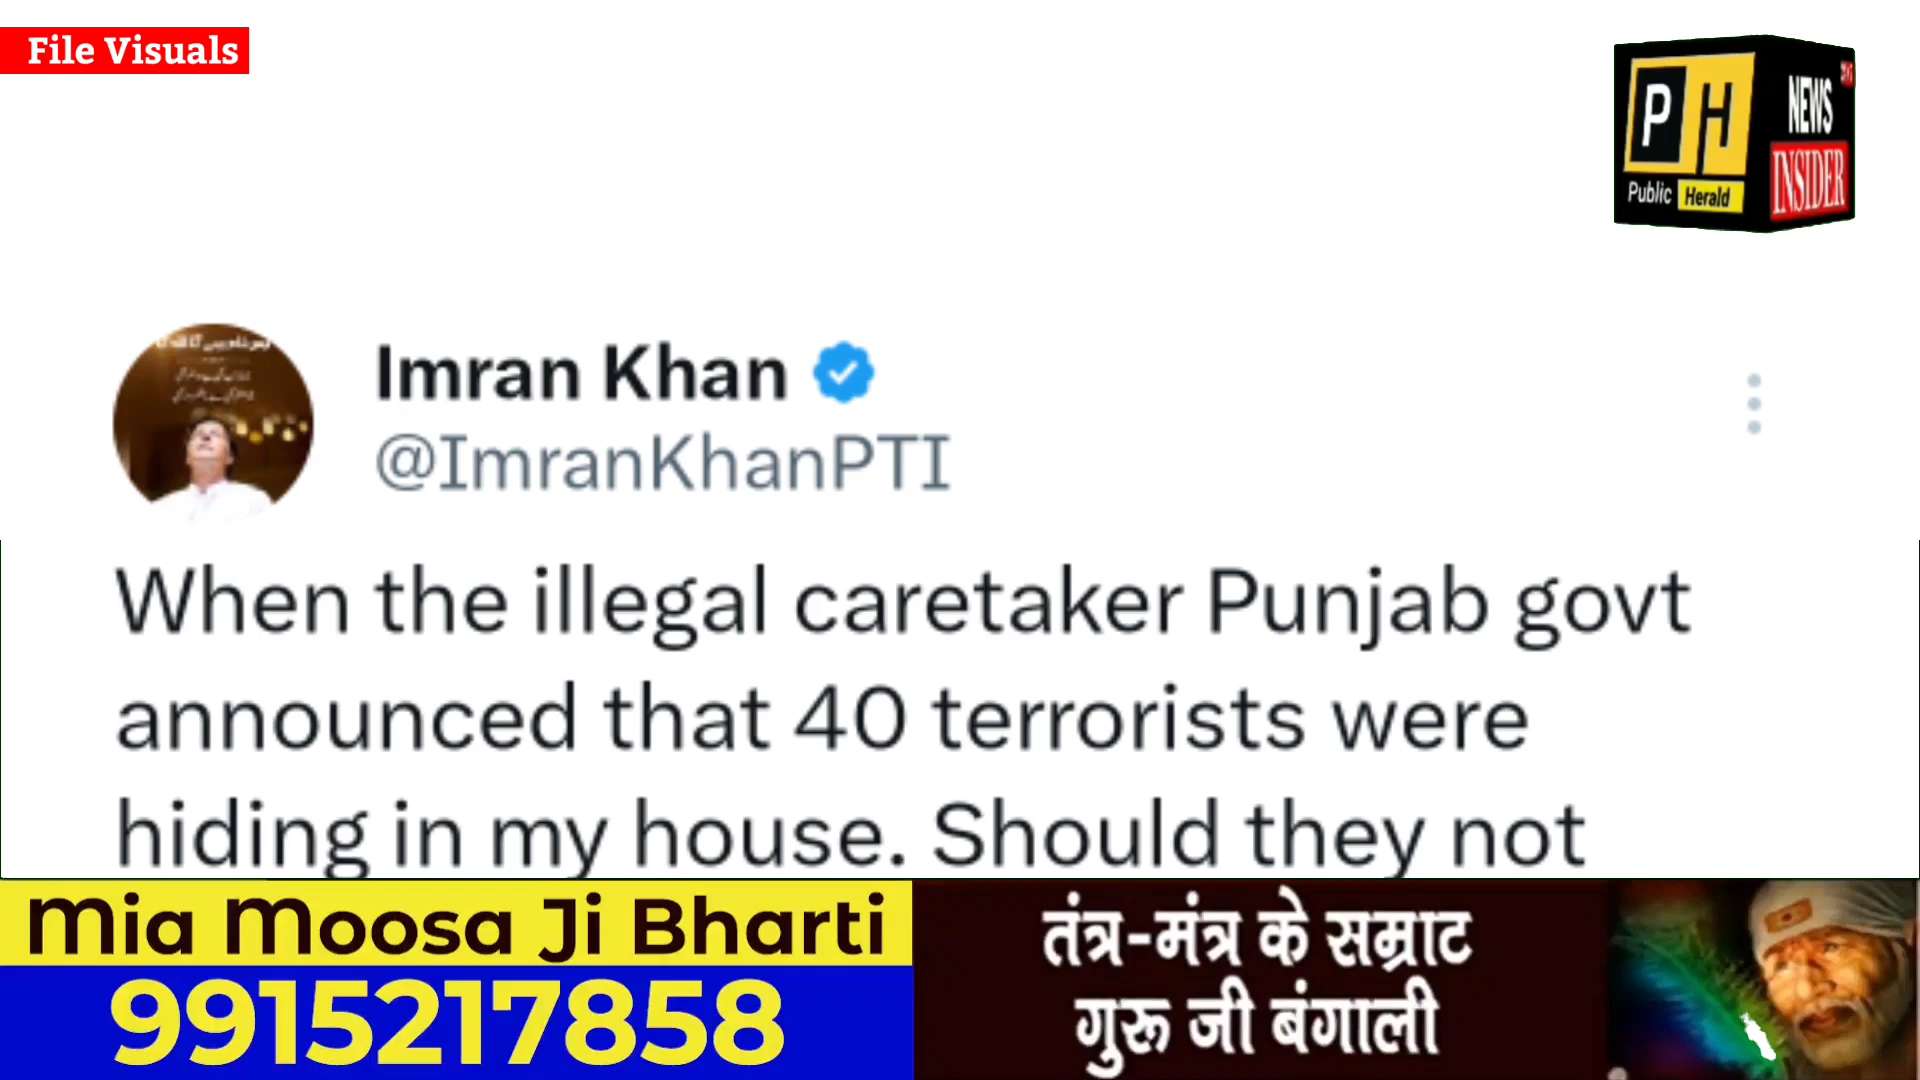 File Visuals
PH
Public Herald
NEWS
INSIDER
Imran Khan
@ImranKhanPTI
When the illegal caretaker Punjab govt
announced that 40 terrorists were
hiding in my house. Should they not
Mia Moosa Ji Bharti
9915217858
तंत्र-मंत्र के सम्राट
गुरू जी बंगाली